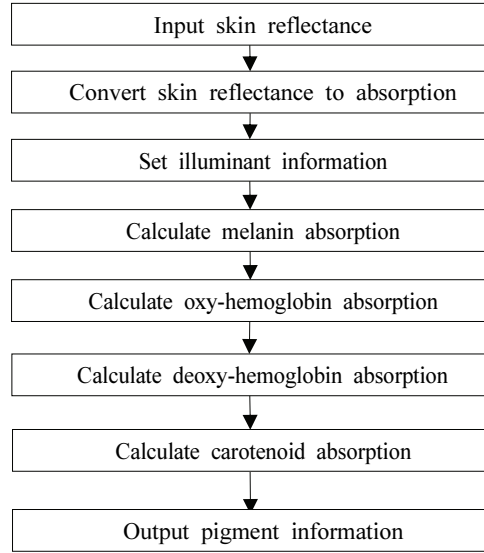 Input skin reflectance
Convert skin reflectance to absorption
Set illuminant information
Calculate melanin absorption
Calculate oxy-hemoglobin absorption
Calculate deoxy-hemoglobin absorption
Calculate carotenoid absorption
Output pigment information